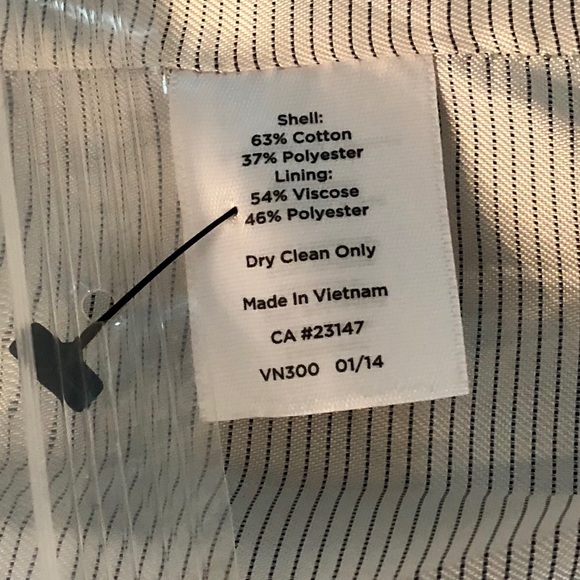 Shell:
63% Cotton
37% Polyester
Lining:
54% Viscose
46% Polyester
Dry Clean Only
Made In Vietnam
CA #23147
VN300 01/14